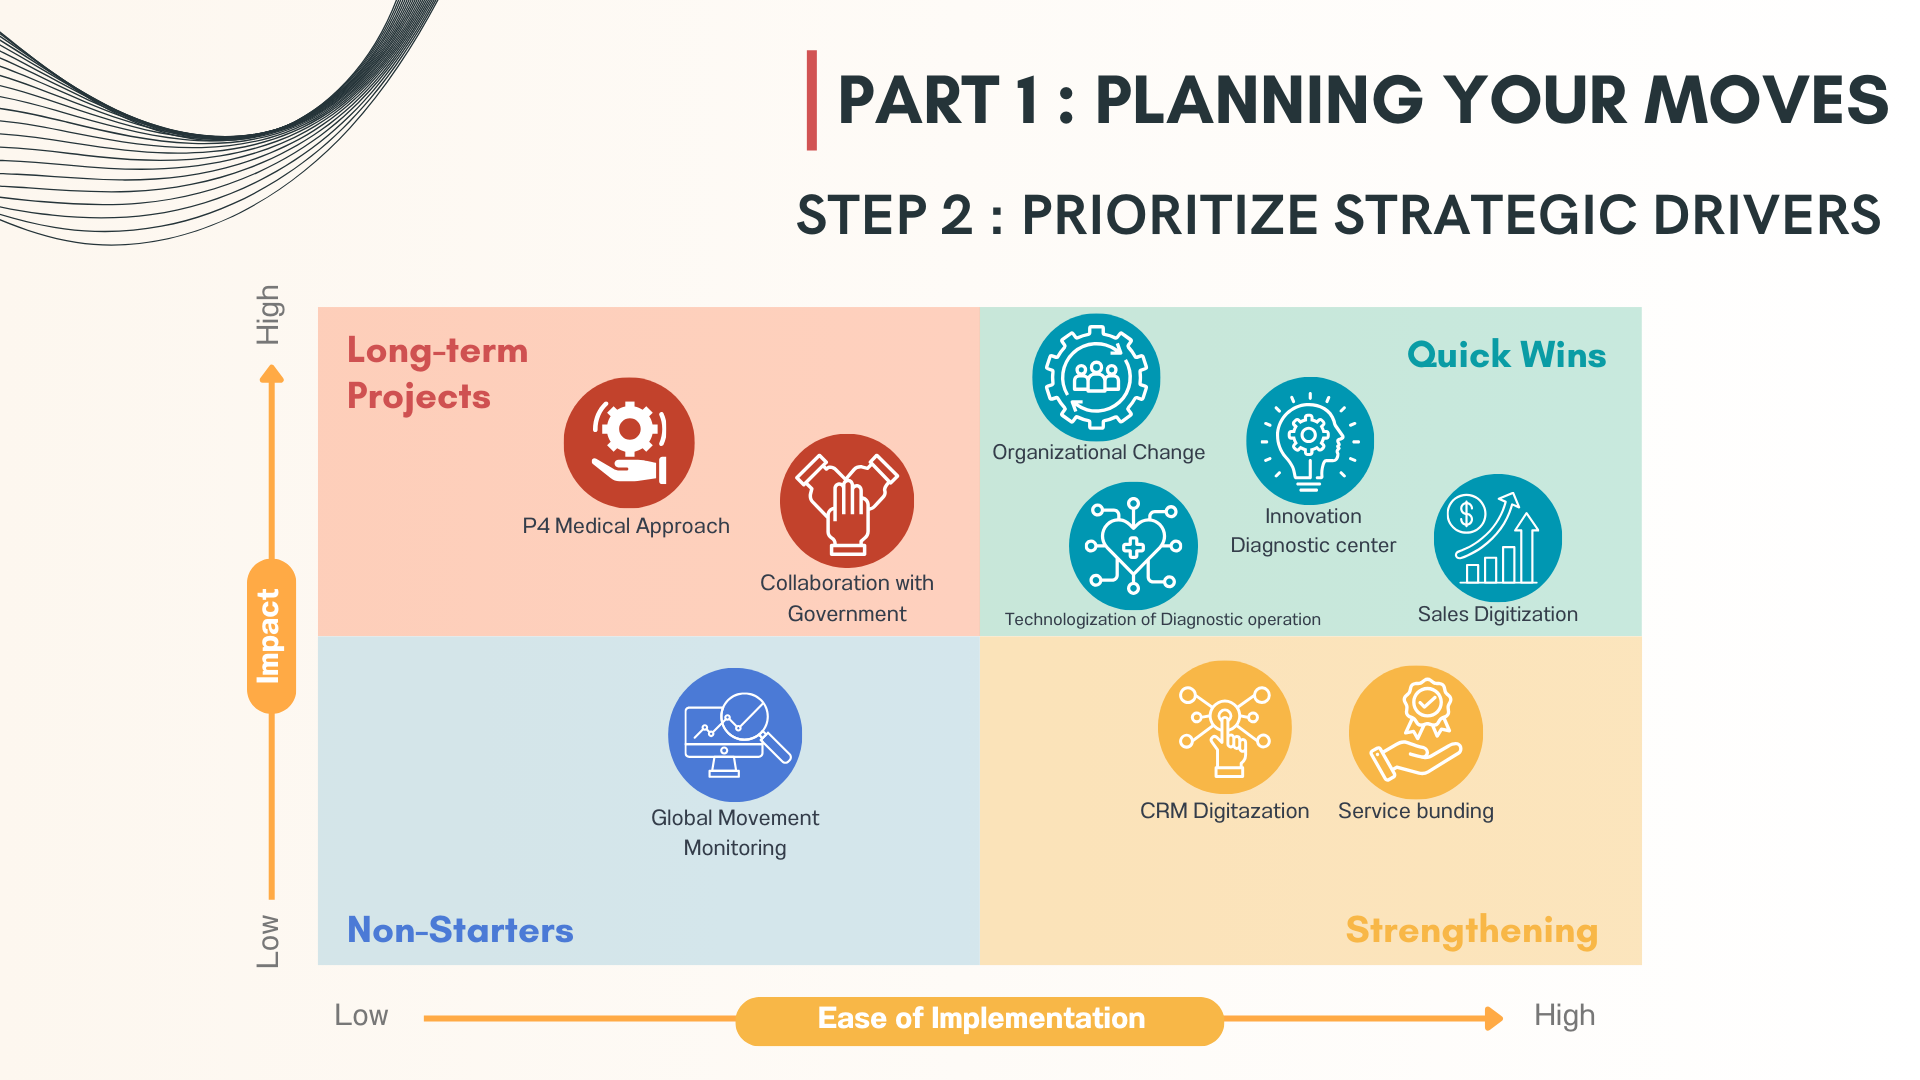 PART 1 : PLANNING YOUR MOVES
STEP 2 : PRIORITIZE STRATEGIC DRIVERS
High
Impact
Low
Long-term
Projects
P4 Medical Approach
Collaboration with
Government
Quick Wins
Organizational Change
Innovation
Diagnostic center
Technologization of Diagnostic operation
Sales Digitization
$
Global Movement
Monitoring
Non-Starters
CRM Digitazation
Service bunding
Strengthening
Low
Ease of Implementation
High